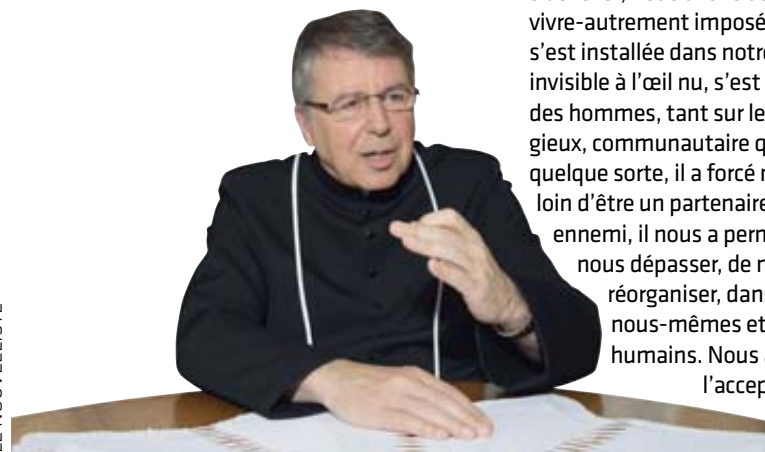 vivre-autrement imposé
s’est installée dans notre
invisible à l’œil nu, s’est
des hommes, tant sur le
gieux, communautaire q
quelque sorte, il a forcé
loin d’être un partenaire
ennemi, il nous a perm
nous dépasser, de
réorganiser, dans
nous-mêmes et
humains. Nous
l’accep